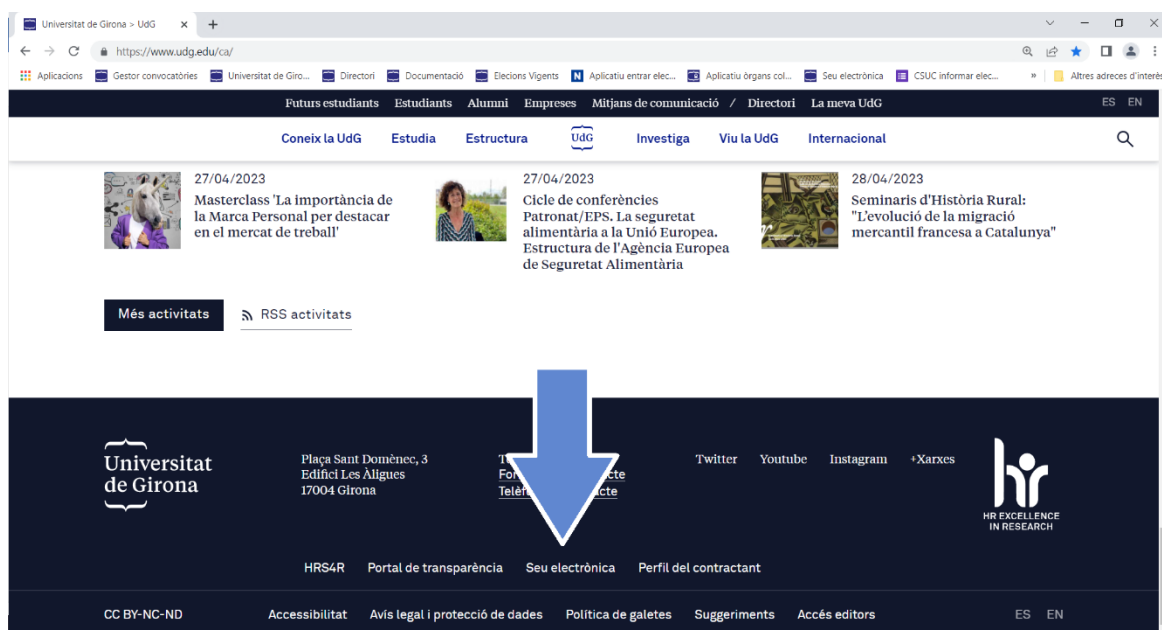 Universitat de Girona > UdG
https://www.udg.edu/ca/
Aplicacions Gestor convocatòries Universitat de Giro... Directori Documentació Eleccions Vigents Aplicatiu entrar elec... Aplicatiu òrgans col... Seu electrònica CSUC informar elec... » Altres adreces d'interès
Futurs estudiants Estudiants Alumni Empreses Mitjans de comunicació / Directori La meva UdG ES EN
Coneix la UdG Estudia Estructura UdG Investiga Viu la UdG Internacional
27/04/2023
Masterclass 'La importància de
la Marca Personal per destacar
en el mercat de treball'
27/04/2023
Cicle de conferències
Patronat/EPS. La seguretat
alimentària a la Unió Europea.
Estructura de l'Agència Europea
de Seguretat Alimentària
28/04/2023
Seminaris d'Història Rural:
"L'evolució de la migració
mercantil francesa a Catalunya"
Més activitats RSS activitats
Universitat
de Girona
Plaça Sant Domènec, 3
Edifici Les Àligues
17004 Girona
Twitter Youtube Instagram +Xarxes
hr
HR EXCELLENCE
IN RESEARCH
HRS4R Portal de transparència Seu electrònica Perfil del contractant
CC BY-NC-ND Accessibilitat Avís legal i protecció de dades Política de galetes Suggeriments Accés editors ES EN